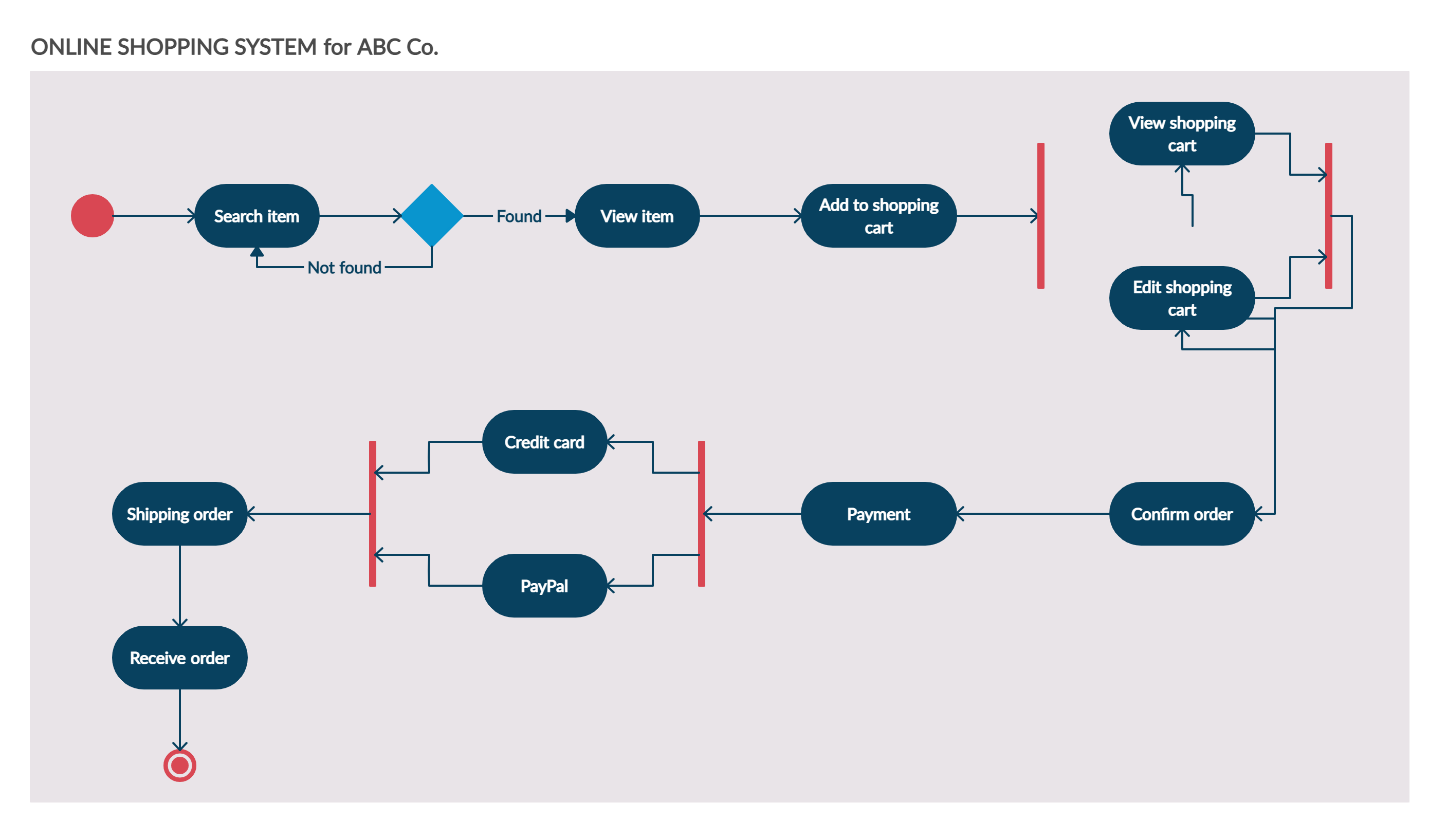 ONLINE SHOPPING SYSTEM for ABC Co.
View shopping
cart
Search item
Found
View item
Add to shopping
cart
Not found
Edit shopping
cart
Credit card
Shipping order
Payment
Confirm order
PayPal
Receive order